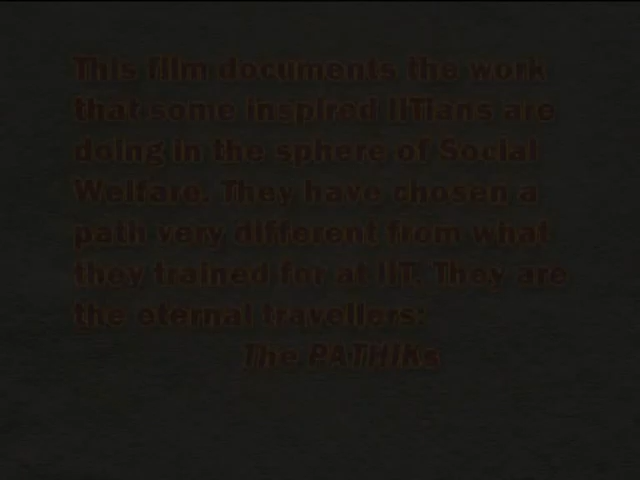 This film documents the work
that some inspired IITians are
doing in the sphere of Social
Welfare. They have chosen a
path very different from what
they trained for at IIT. They are
the eternal travellers:
The PATHIKs